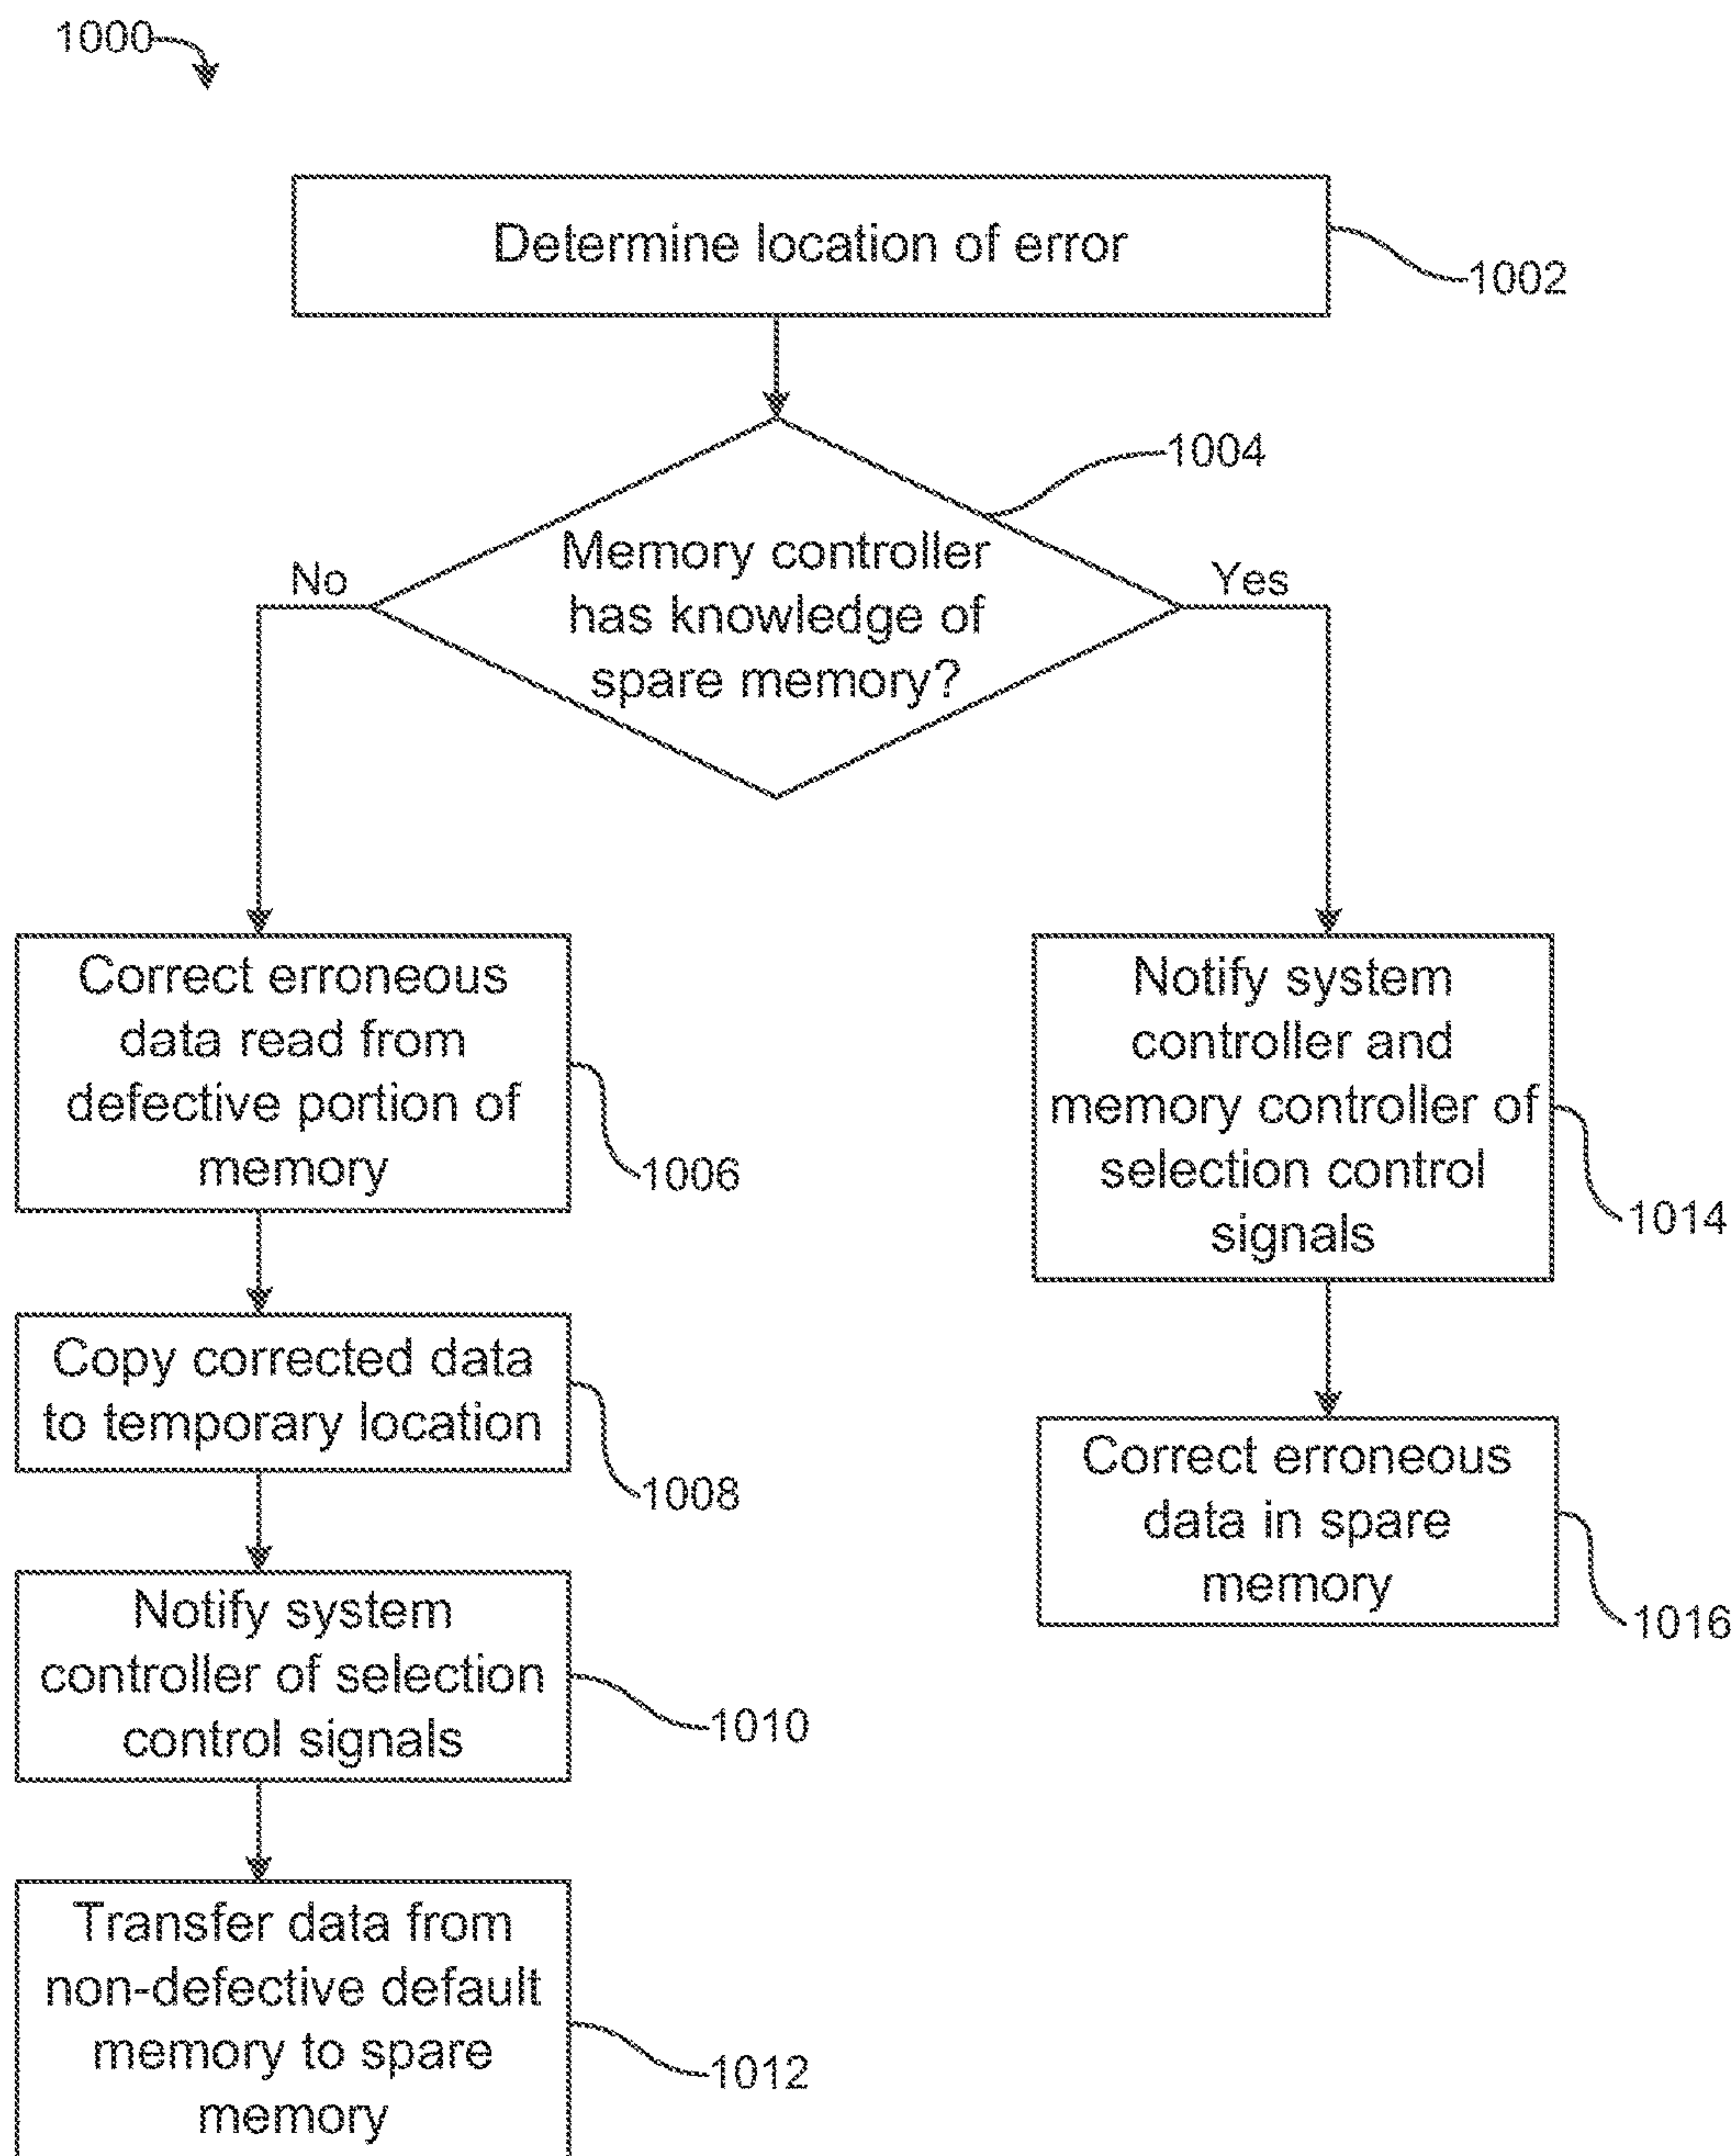 1000
Determine location of error
1002
1004
Memory controller
has knowledge of
spare memory?
No
Yes
Correct erroneous
data read from
defective portion of
memory
1006
Copy corrected data
to temporary location
1008
Notify system
controller of selection
control signals
1010
Transfer data from
non-defective default
memory to spare
memory
1012
Notify system
controller and
memory controller of
selection control
signals
1014
Correct erroneous
data in spare
memory
1016